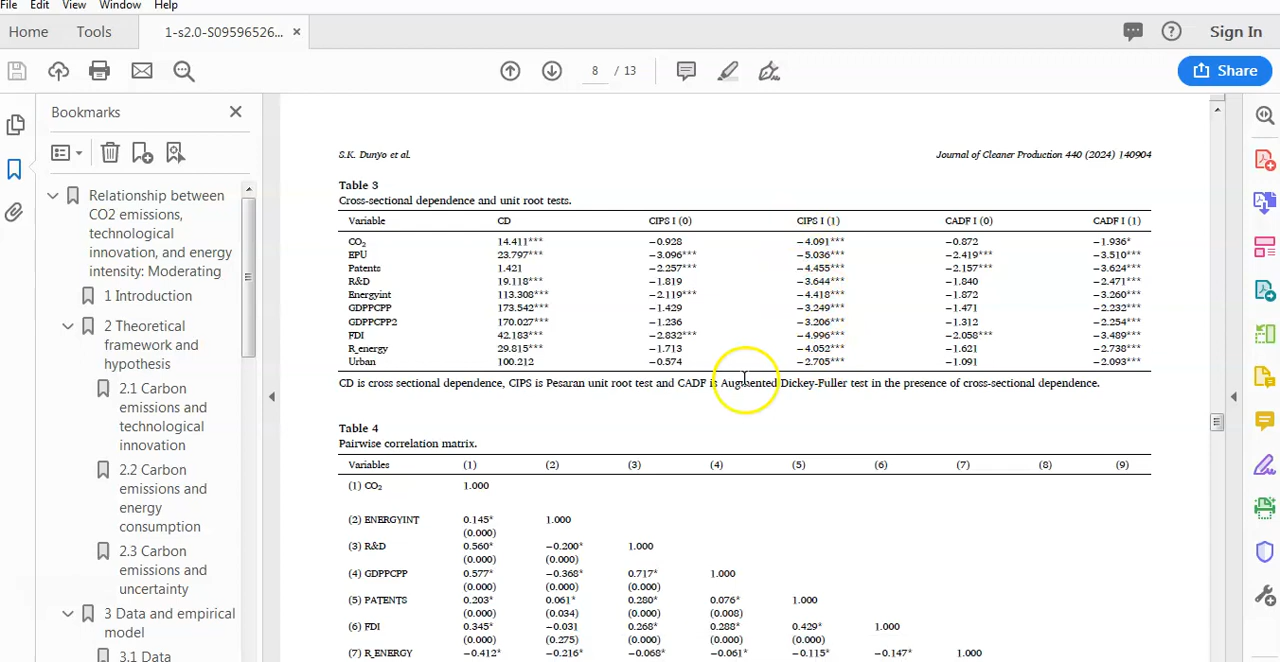 File Edit View Window Help
Home Tools 1-s2.0-S09596526... × Sign In
8 / 13 Share
Bookmarks
Relationship between
CO2 emissions,
technological
innovation, and energy
intensity: Moderating
1 Introduction
2 Theoretical
framework and
hypothesis
2.1 Carbon
emissions and
technological
innovation
2.2 Carbon
emissions and
energy
consumption
2.3 Carbon
emissions and
uncertainty
3 Data and empirical
model
3.1 Data
S.K. Dunyo et al. Journal of Cleaner Production 440 (2024) 140904
Table 3
Cross-sectional dependence and unit root tests.
Variable CD CIPS I (0) CIPS I (1) CADF I (0) CADF I (1)
CO₂ 14.411*** −0.928 −4.091*** −0.872 −1.936*
EPU 23.797*** −3.096*** −5.036*** −2.419*** −3.510***
Patents 1.421 −2.257*** −4.455*** −2.157*** −3.624***
R&D 19.118*** −1.819 −3.644*** −1.840 −2.471***
Energyint 113.308*** −2.119*** −4.418*** −1.872 −3.260***
GDPPCPP 173.542*** −1.429 −3.249*** −1.471 −2.232***
GDPPCPP2 170.027*** −1.236 −3.206*** −1.312 −2.254***
FDI 42.183*** −2.832*** −4.996*** −2.058*** −3.489***
R_energy 29.815*** −1.713 −4.052*** −1.621 −2.738***
Urban 100.212 −0.574 −2.705*** −1.091 −2.093***
CD is cross sectional dependence, CIPS is Pesaran unit root test and CADF is Augmented Dickey-Fuller test in the presence of cross-sectional dependence.
Table 4
Pairwise correlation matrix.
Variables (1) (2) (3) (4) (5) (6) (7) (8) (9)
(1) CO₂ 1.000
(2) ENERGYINT 0.145* 1.000
(0.000)
(3) R&D 0.560* −0.200* 1.000
(0.000) (0.000)
(4) GDPPCPP 0.577* −0.368* 0.717* 1.000
(0.000) (0.000) (0.000)
(5) PATENTS 0.203* 0.061* 0.280* 0.076* 1.000
(0.000) (0.034) (0.000) (0.008)
(6) FDI 0.345* −0.031 0.268* 0.288* 0.429* 1.000
(0.000) (0.275) (0.000) (0.000) (0.000)
(7) R_ENERGY −0.412* −0.216* −0.068* −0.061* −0.115* −0.147* 1.000